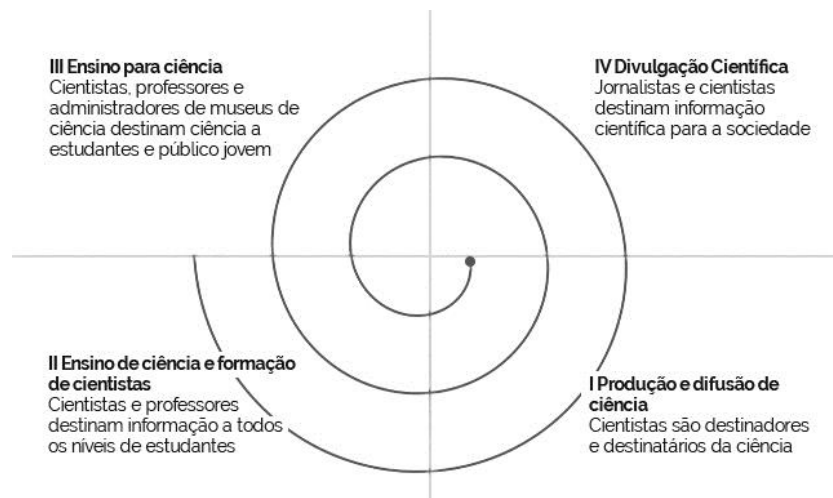 III Ensino para ciência
Cientistas, professores e
administradores de museus de
ciência destinam ciência a
estudantes e público jovem
IV Divulgação Científica
Jornalistas e cientistas
destinam informação
científica para a sociedade
II Ensino de ciência e formação
de cientistas
Cientistas e professores
destinam informação a todos
os níveis de estudantes
I Produção e difusão de
ciência
Cientistas são destinadores
e destinatários da ciência